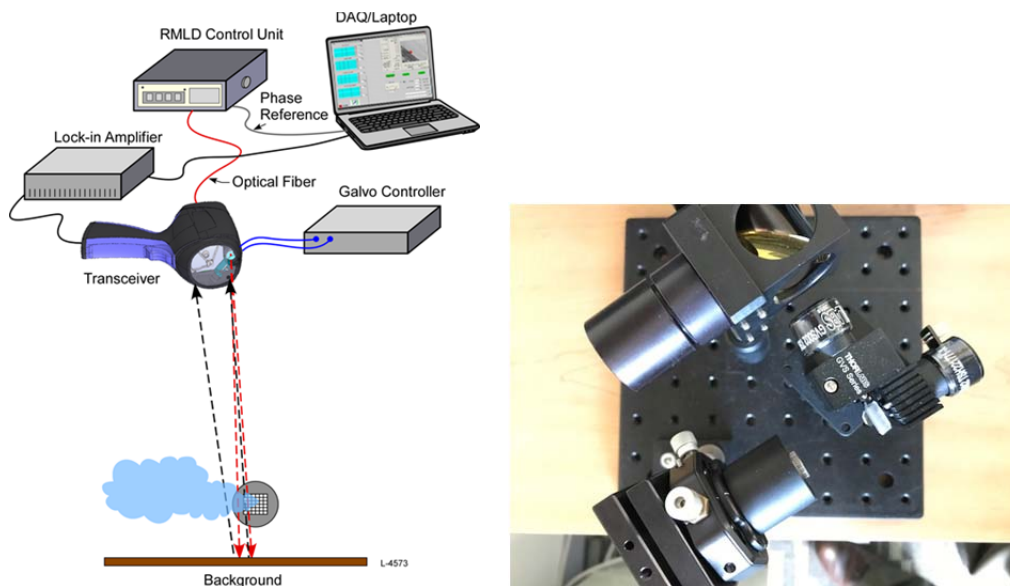 DAQ/Laptop
RMLD Control Unit
Phase
Reference
Lock-in Amplifier
Optical Fiber
Galvo Controller
Transceiver
L-4573
Background
THORLABS
GVS Series